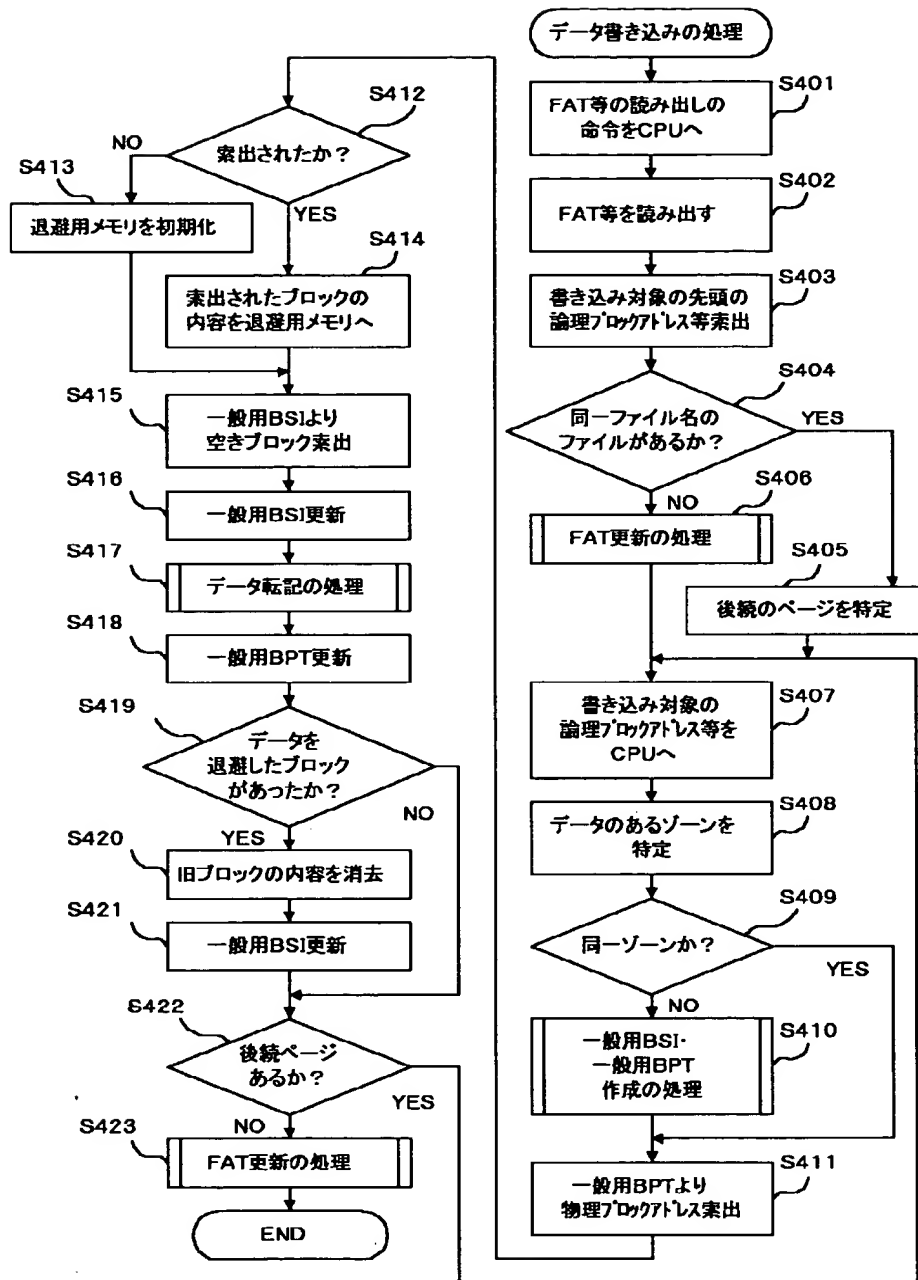 データ書き込みの処理
S401
FAT等の読み出しの
命令をCPUへ
S402
FAT等を読み出す
S403
書き込み対象の先頭の
論理ブロックアドレス等索出
S404
同一ファイル名の
ファイルがあるか？
YES
NO
S406
FAT更新の処理
S405
後続のページを特定
S407
書き込み対象の
論理ブロックアドレス等を
CPUへ
S408
データのあるゾーンを
特定
S409
同一ゾーンか？
YES
NO
S410
一般用BSI・
一般用BPT
作成の処理
S411
一般用BPTより
物理ブロックアドレス索出
S412
索出されたか？
NO
YES
S413
退避用メモリを初期化
S414
索出されたブロックの
内容を退避用メモリへ
S415
一般用BSIより
空きブロック索出
S416
一般用BSI更新
S417
データ転記の処理
S418
一般用BPT更新
S419
データを
退避したブロック
があったか？
NO
YES
S420
旧ブロックの内容を消去
S421
一般用BSI更新
S422
後続ページ
あるか？
YES
NO
S423
FAT更新の処理
END